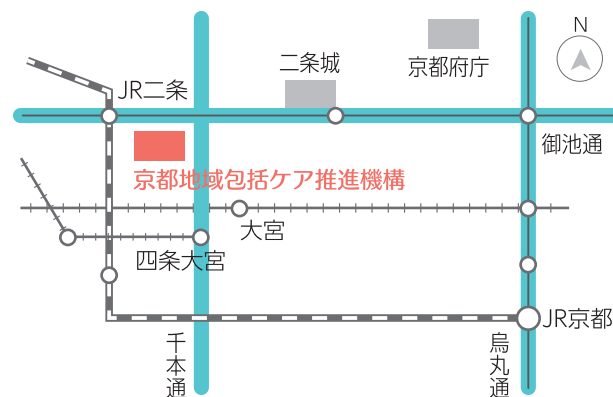 N
二条城
京都府庁
JR二条
御池通
京都地域包括ケア推進機構
大宮
四条大宮
JR京都
千本通
烏丸通